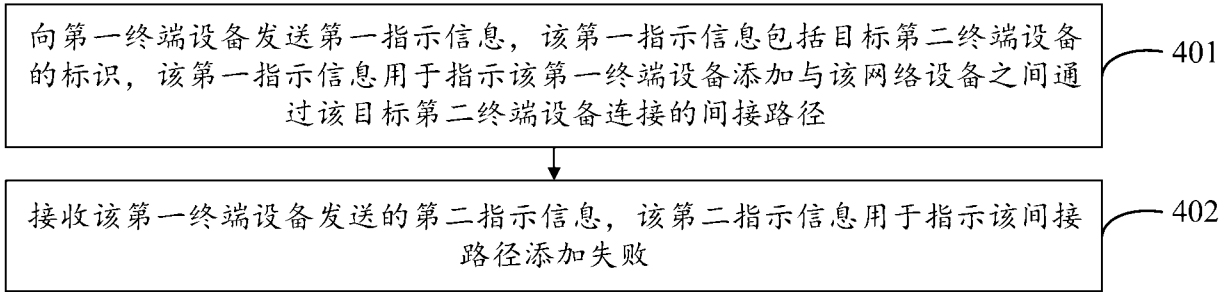 向第一终端设备发送第一指示信息，该第一指示信息包括目标第二终端设备
的标识，该第一指示信息用于指示该第一终端设备添加与该网络设备之间通
过该目标第二终端设备连接的间接路径
401
接收该第一终端设备发送的第二指示信息，该第二指示信息用于指示该间接
路径添加失败
402